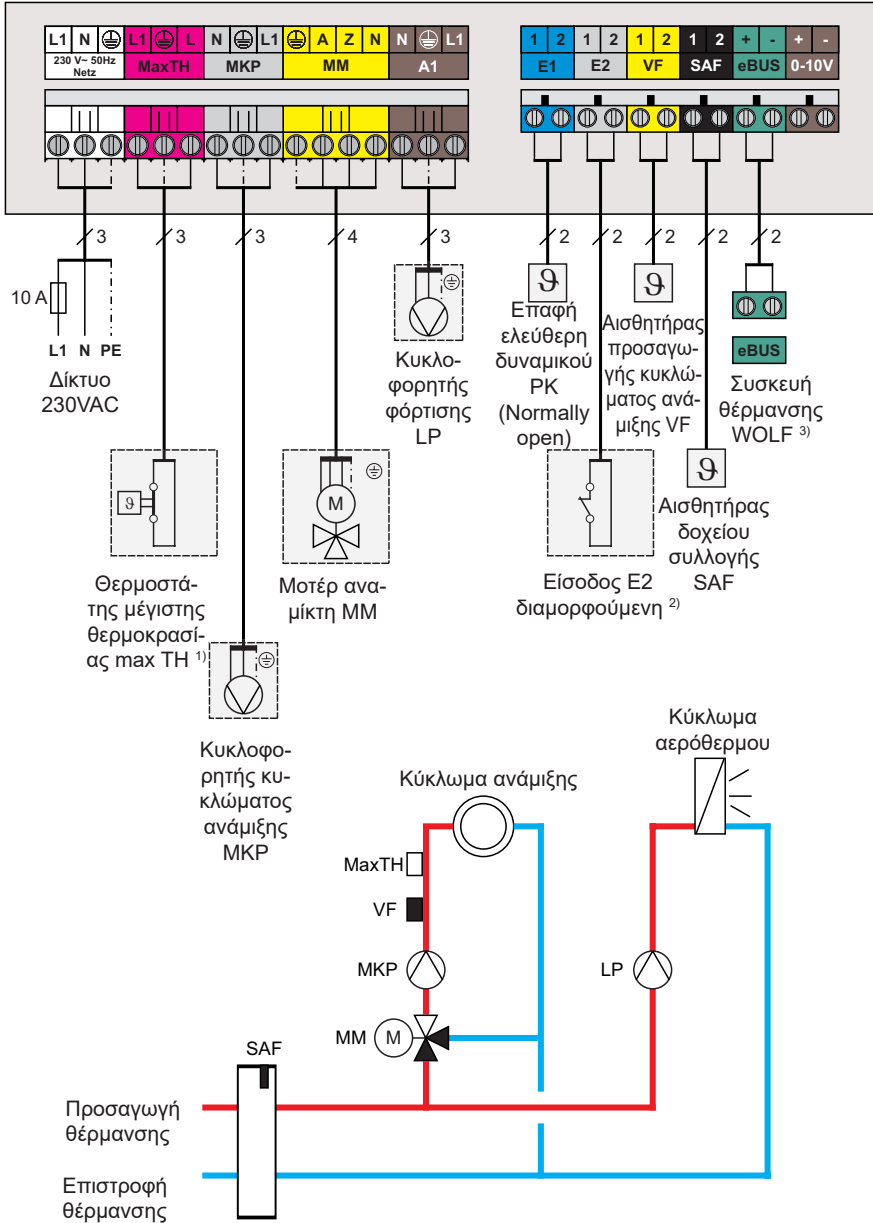 L1 N L1 L N L1 A Z N N L1
230 V~ 50Hz
Netz
MaxTH MKP MM A1
1 2 1 2 1 2 1 2 + - + -
E1 E2 VF SAF eBUS 0-10V
3 3 3 4 3 2 2 2 2 2
10 A
L1 N PE
Δίκτυο
230VAC
Θερμοστά-
της μέγιστης
θερμοκρασί-
ας max TH 1)
Κυκλοφο-
ρητής κυ-
κλώματος
ανάμιξης
MKP
M
Μοτέρ ανα-
μίκτη MM
Κυκλο-
φορητής
φόρτισης
LP
ϑ
Επαφή
ελεύθερη
δυναμικού
PK
(Normally
open)
Είσοδος E2
διαμορφούμενη 2)
ϑ
Αισθητήρας
προσαγω-
γής κυκλώ-
ματος ανά-
μιξης VF
ϑ
Αισθητήρας
δοχείου
συλλογής
SAF
eBUS
Συσκευή
θέρμανσης
WOLF 3)
ϑ
Κύκλωμα
αερόθερμου
Κύκλωμα ανάμιξης
MaxTH
VF
MKP
LP
MM M
SAF
Προσαγωγή
θέρμανσης
Επιστροφή
θέρμανσης